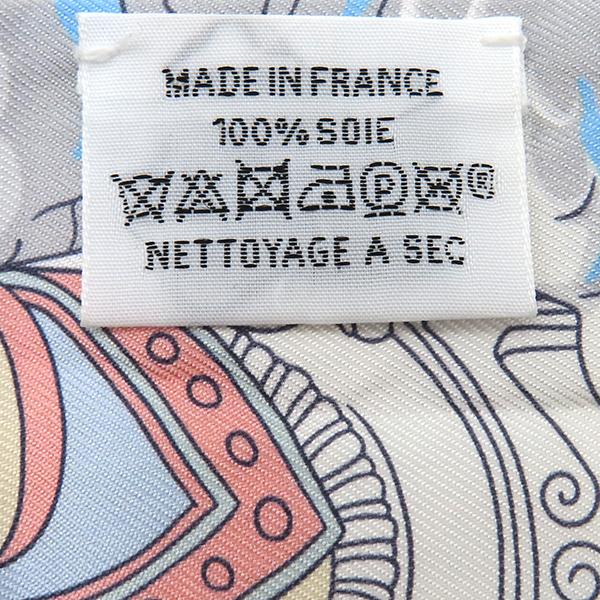 MADE IN FRANCE
100% SOIE
P ®
NETTOYAGE A SEC